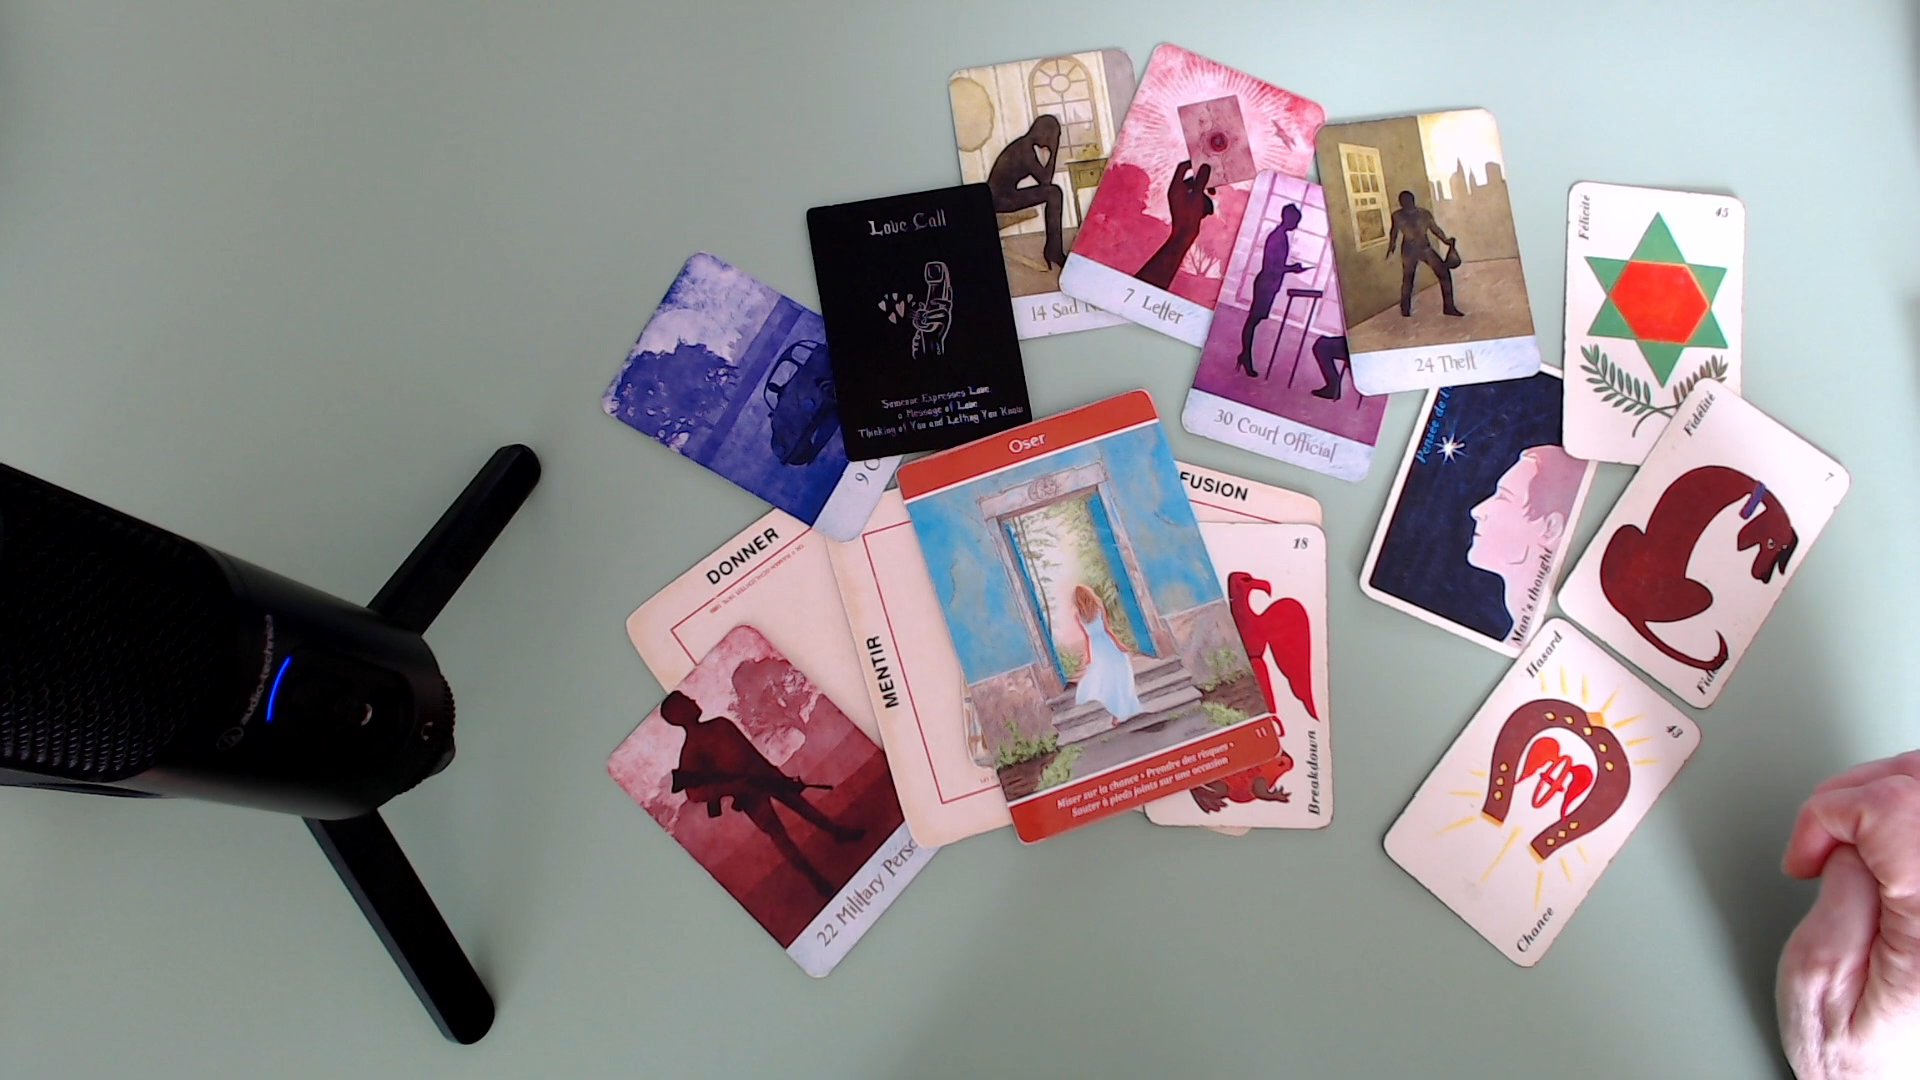 Love Call
Someone Expresses Love
a Message of Love
Thinking of You and Letting You Know
14 Sad
7 Letter
30 Court Official
24 Theft
Félicité
45
Pensée de
Man's thought
Fidélité
7
Hasard
43
Chance
9
DONNER
MENTIR
FUSION
18
Breakdown
Oser
11
Miser sur la chance • Prendre des risques •
Sauter à pieds joints sur une occasion
22 Military
audio-technica